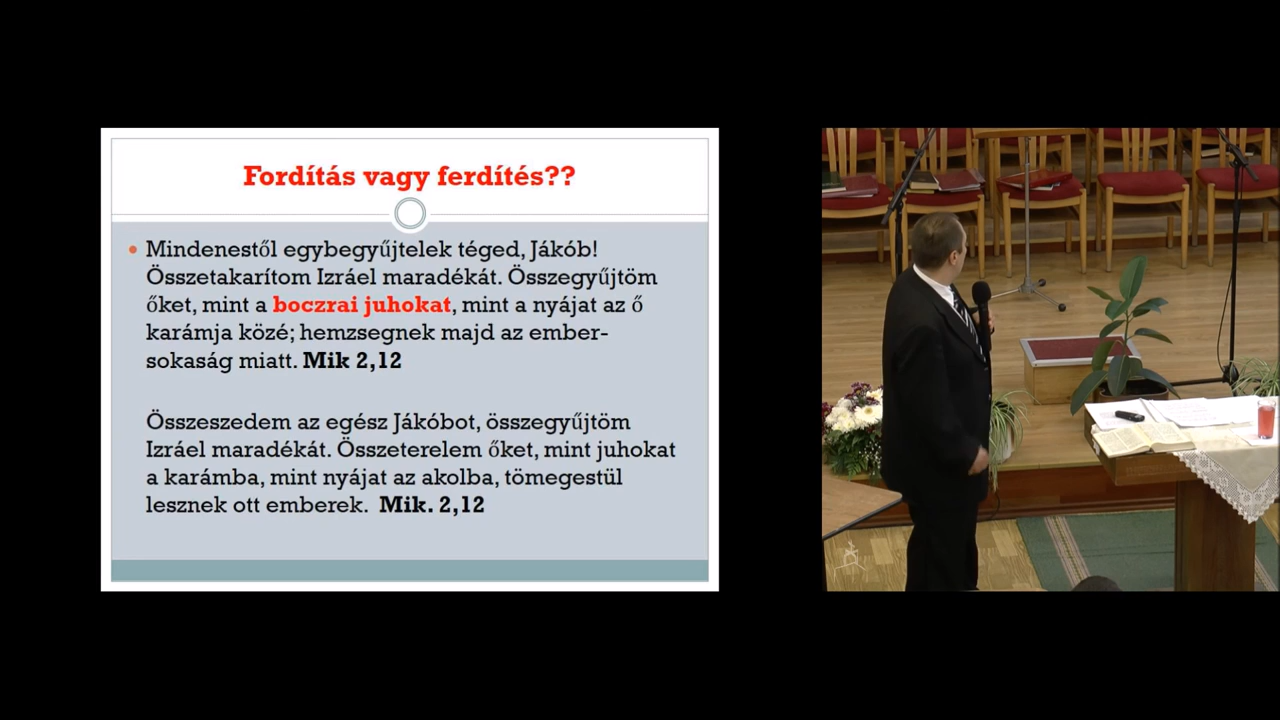 Fordítás vagy ferdítés??
Mindenestől egybegyűjtelek téged, Jákób!
Összetakarítom Izráel maradékát. Összegyűjtöm
őket, mint a boczrai juhokat, mint a nyájat az ő
karámja közé; hemzsegnek majd az ember-
sokaság miatt. Mik 2,12
Összeszedem az egész Jákóbot, összegyűjtöm
Izráel maradékát. Összeterelem őket, mint juhokat
a karámba, mint nyájat az akolba, tömegestül
lesznek ott emberek. Mik. 2,12